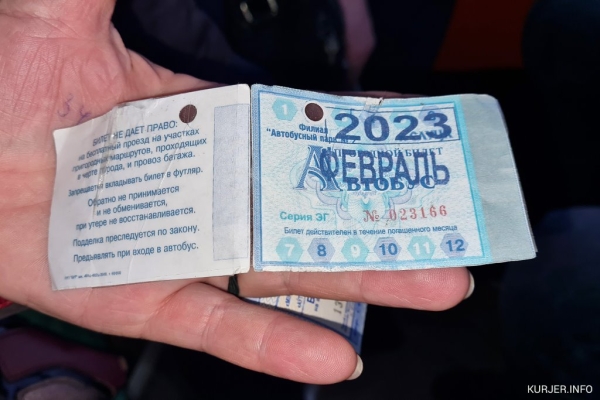 БИЛЕТ НЕ ДАЕТ ПРАВО:
на бесплатный проезд на участках
пригородных маршрутов, проходящих
в черте города, и провоз багажа.
Запрещается вкладывать билет в футляр.
Обратно не принимается
и не обменивается,
при утере не восстанавливается.
Подделка преследуется по закону.
Предъявлять при входе в автобус.
1
Филиал
"Автобусный парк
2023
БИЛЕТ
ФЕВРАЛЬ
АВТОБУС
Серия ЭГ № 023166
Билет действителен в течение погашенного месяца
7 8 9 10 11 12
KURJER.INFO